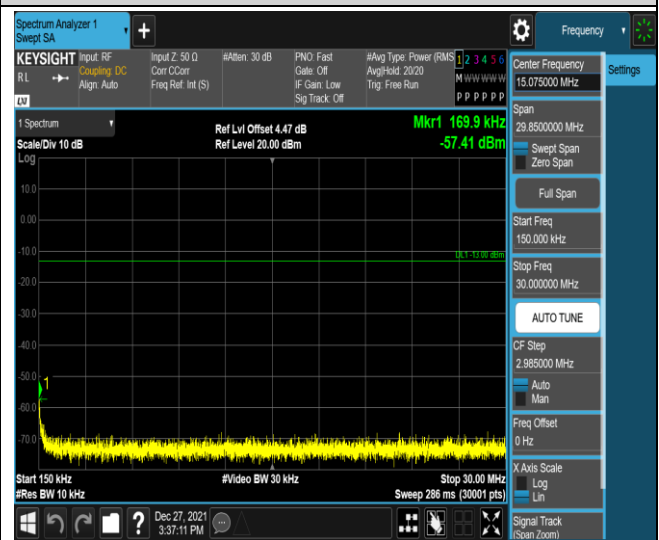 Spectrum Analyzer 1
Swept SA
+
Frequency
KEYSIGHT
RL
LXI
Input: RF
Coupling: DC
Align: Auto
Input Z: 50 Ω
Corr CCorr
Freq Ref: Int (S)
#Atten: 30 dB
PNO: Fast
Gate: Off
IF Gain: Low
Sig Track: Off
#Avg Type: Power (RMS
Avg|Hold: 20/20
Trig: Free Run
1 2 3 4 5 6
M W W W W W
P P P P P P
1 Spectrum
Scale/Div 10 dB
Ref Lvl Offset 4.47 dB
Ref Level 20.00 dBm
Mkr1 169.9 kHz
-57.41 dBm
Log
10.0
0.00
-10.0
-20.0
-30.0
-40.0
-50.0
-60.0
-70.0
DL1 -13.00 dBm
1
Start 150 kHz
#Res BW 10 kHz
#Video BW 30 kHz
Stop 30.00 MHz
Sweep 286 ms (30001 pts)
Dec 27, 2021
3:37:11 PM
Center Frequency
15.075000 MHz
Settings
Span
29.8500000 MHz
Swept Span
Zero Span
Full Span
Start Freq
150.000 kHz
Stop Freq
30.000000 MHz
AUTO TUNE
CF Step
2.985000 MHz
Auto
Man
Freq Offset
0 Hz
X Axis Scale
Log
Lin
Signal Track
(Span Zoom)